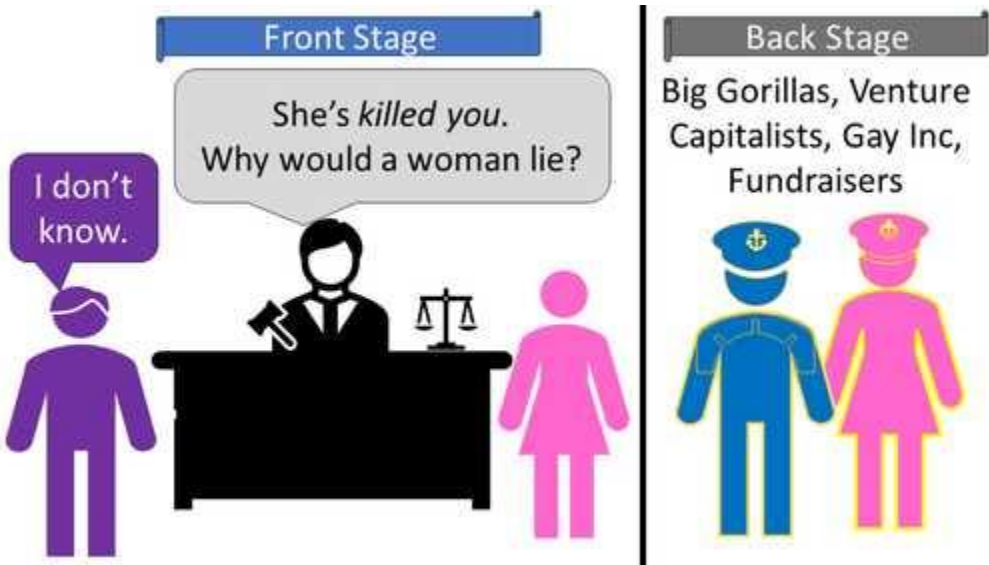 Front Stage
She's killed you.
Why would a woman lie?
I don't
know.
Back Stage
Big Gorillas, Venture
Capitalists, Gay Inc,
Fundraisers